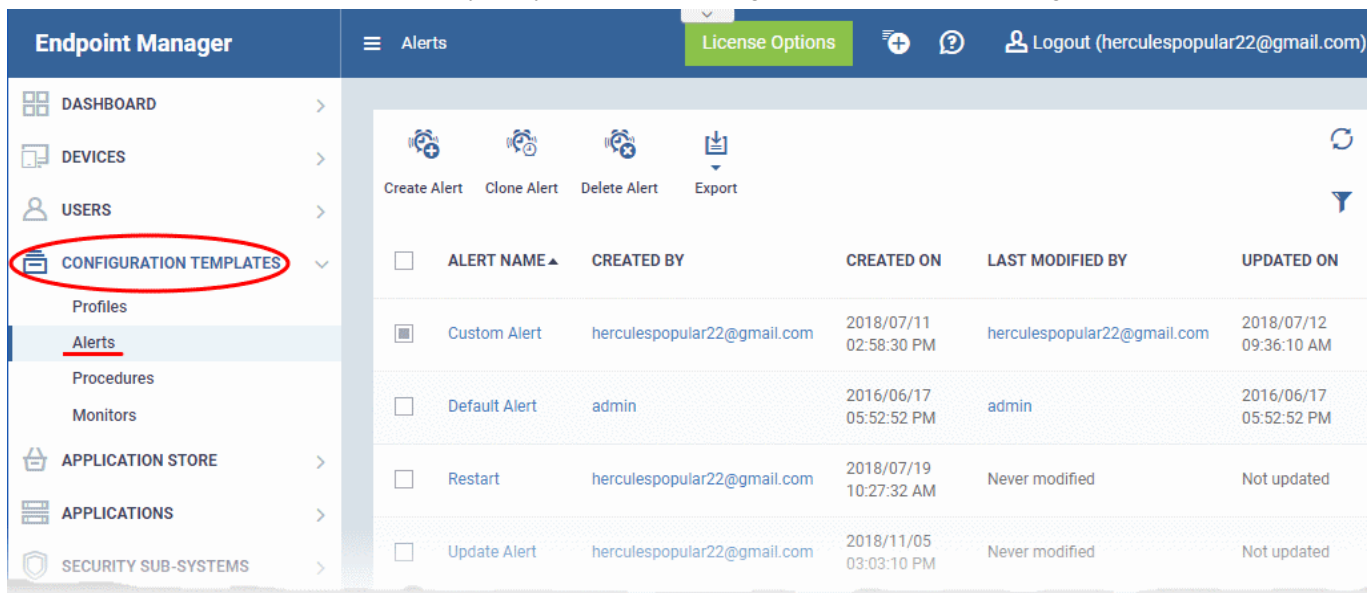 Endpoint Manager
Alerts
License Options
Logout (herculespopular22@gmail.com)
DASHBOARD
DEVICES
USERS
CONFIGURATION TEMPLATES
Profiles
Alerts
Procedures
Monitors
APPLICATION STORE
APPLICATIONS
SECURITY SUB-SYSTEMS
Create Alert Clone Alert Delete Alert Export
ALERT NAME CREATED BY CREATED ON LAST MODIFIED BY UPDATED ON
Custom Alert herculespopular22@gmail.com 2018/07/11 02:58:30 PM herculespopular22@gmail.com 2018/07/12 09:36:10 AM
Default Alert admin 2016/06/17 05:52:52 PM admin 2016/06/17 05:52:52 PM
Restart herculespopular22@gmail.com 2018/07/19 10:27:32 AM Never modified Not updated
Update Alert herculespopular22@gmail.com 2018/11/05 03:03:10 PM Never modified Not updated